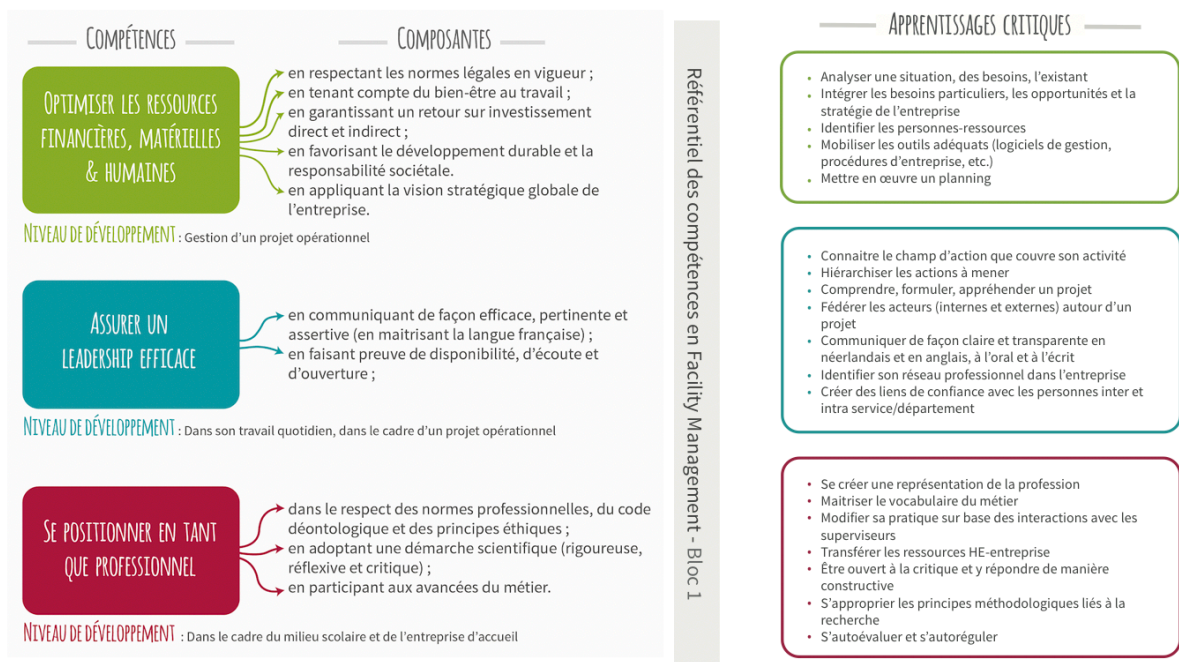 COMPÉTENCES
COMPOSANTES
OPTIMISER LES RESSOURCES
FINANCIÈRES, MATÉRIELLES
& HUMAINES
en respectant les normes légales en vigueur ;
en tenant compte du bien-être au travail ;
en garantissant un retour sur investissement
direct et indirect ;
en favorisant le développement durable et la
responsabilité sociétale.
en appliquant la vision stratégique globale de
l'entreprise.
NIVEAU DE DÉVELOPPEMENT : Gestion d'un projet opérationnel
ASSURER UN
LEADERSHIP EFFICACE
en communiquant de façon efficace, pertinente et
assertive (en maitrisant la langue française) ;
en faisant preuve de disponibilité, d'écoute et
d'ouverture ;
NIVEAU DE DÉVELOPPEMENT : Dans son travail quotidien, dans le cadre d'un projet opérationnel
SE POSITIONNER EN TANT
QUE PROFESSIONNEL
dans le respect des normes professionnelles, du code
déontologique et des principes éthiques ;
en adoptant une démarche scientifique (rigoureuse,
réflexive et critique) ;
en participant aux avancées du métier.
NIVEAU DE DÉVELOPPEMENT : Dans le cadre du milieu scolaire et de l'entreprise d'accueil
Référentiel des compétences en Facility Management - Bloc 1
APPRENTISSAGES CRITIQUES
• Analyser une situation, des besoins, l'existant
• Intégrer les besoins particuliers, les opportunités et la
stratégie de l'entreprise
• Identifier les personnes-ressources
• Mobiliser les outils adéquats (logiciels de gestion,
procédures d'entreprise, etc.)
• Mettre en œuvre un planning
• Connaitre le champ d'action que couvre son activité
• Hiérarchiser les actions à mener
• Comprendre, formuler, appréhender un projet
• Fédérer les acteurs (internes et externes) autour d'un
projet
• Communiquer de façon claire et transparente en
néerlandais et en anglais, à l'oral et à l'écrit
• Identifier son réseau professionnel dans l'entreprise
• Créer des liens de confiance avec les personnes inter et
intra service/département
• Se créer une représentation de la profession
• Maitriser le vocabulaire du métier
• Modifier sa pratique sur base des interactions avec les
superviseurs
• Transférer les ressources HE-entreprise
• Être ouvert à la critique et y répondre de manière
constructive
• S'approprier les principes méthodologiques liés à la
recherche
• S'autoévaluer et s'autoréguler